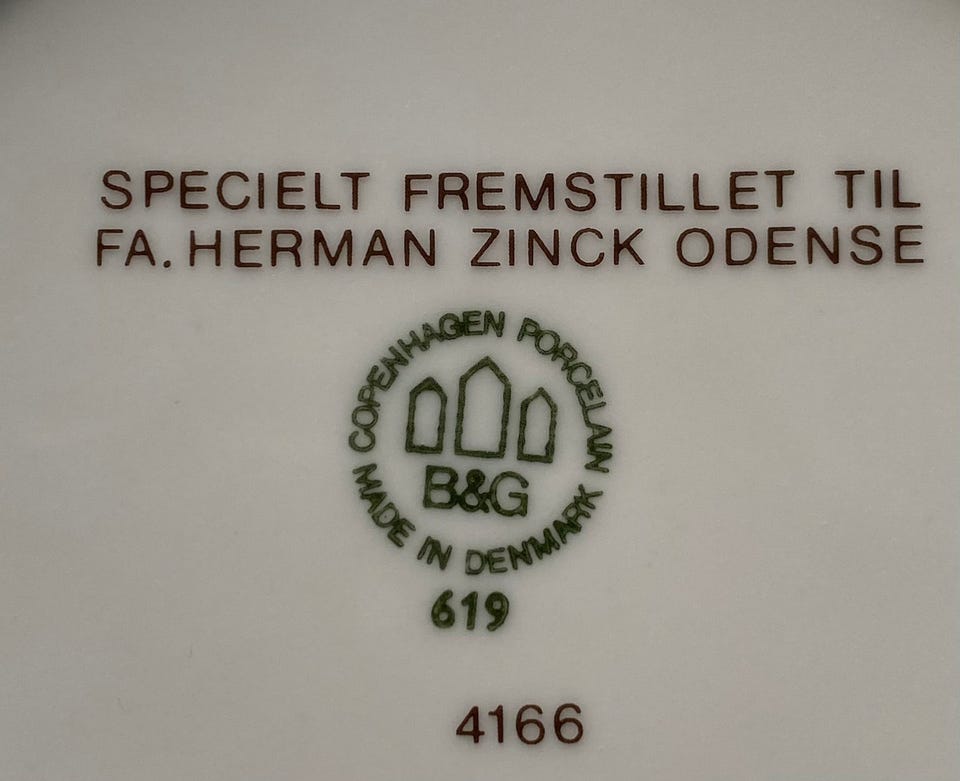 SPECIELT FREMSTILLET TIL
FA. HERMAN ZINCK ODENSE
COPENHAGEN PORCELAIN
B&G
MADE IN DENMARK
619
4166